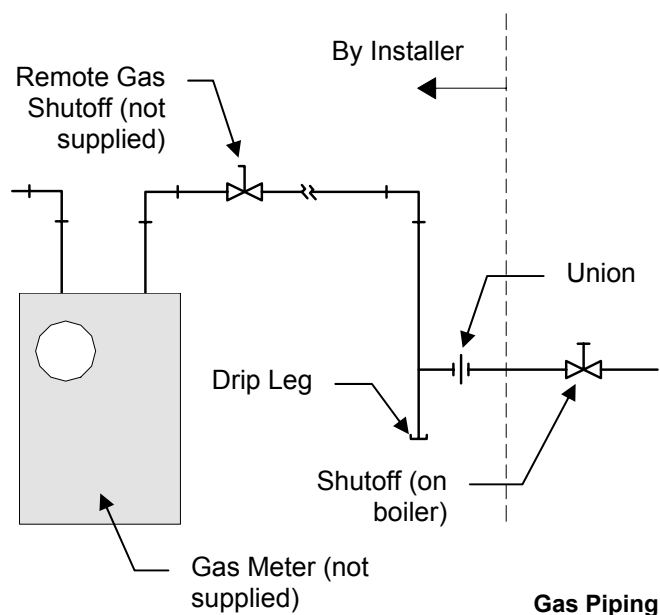 By Installer
Remote Gas
Shutoff (not
supplied)
Union
Drip Leg
Shutoff (on
boiler)
Gas Meter (not
supplied)
Gas Piping